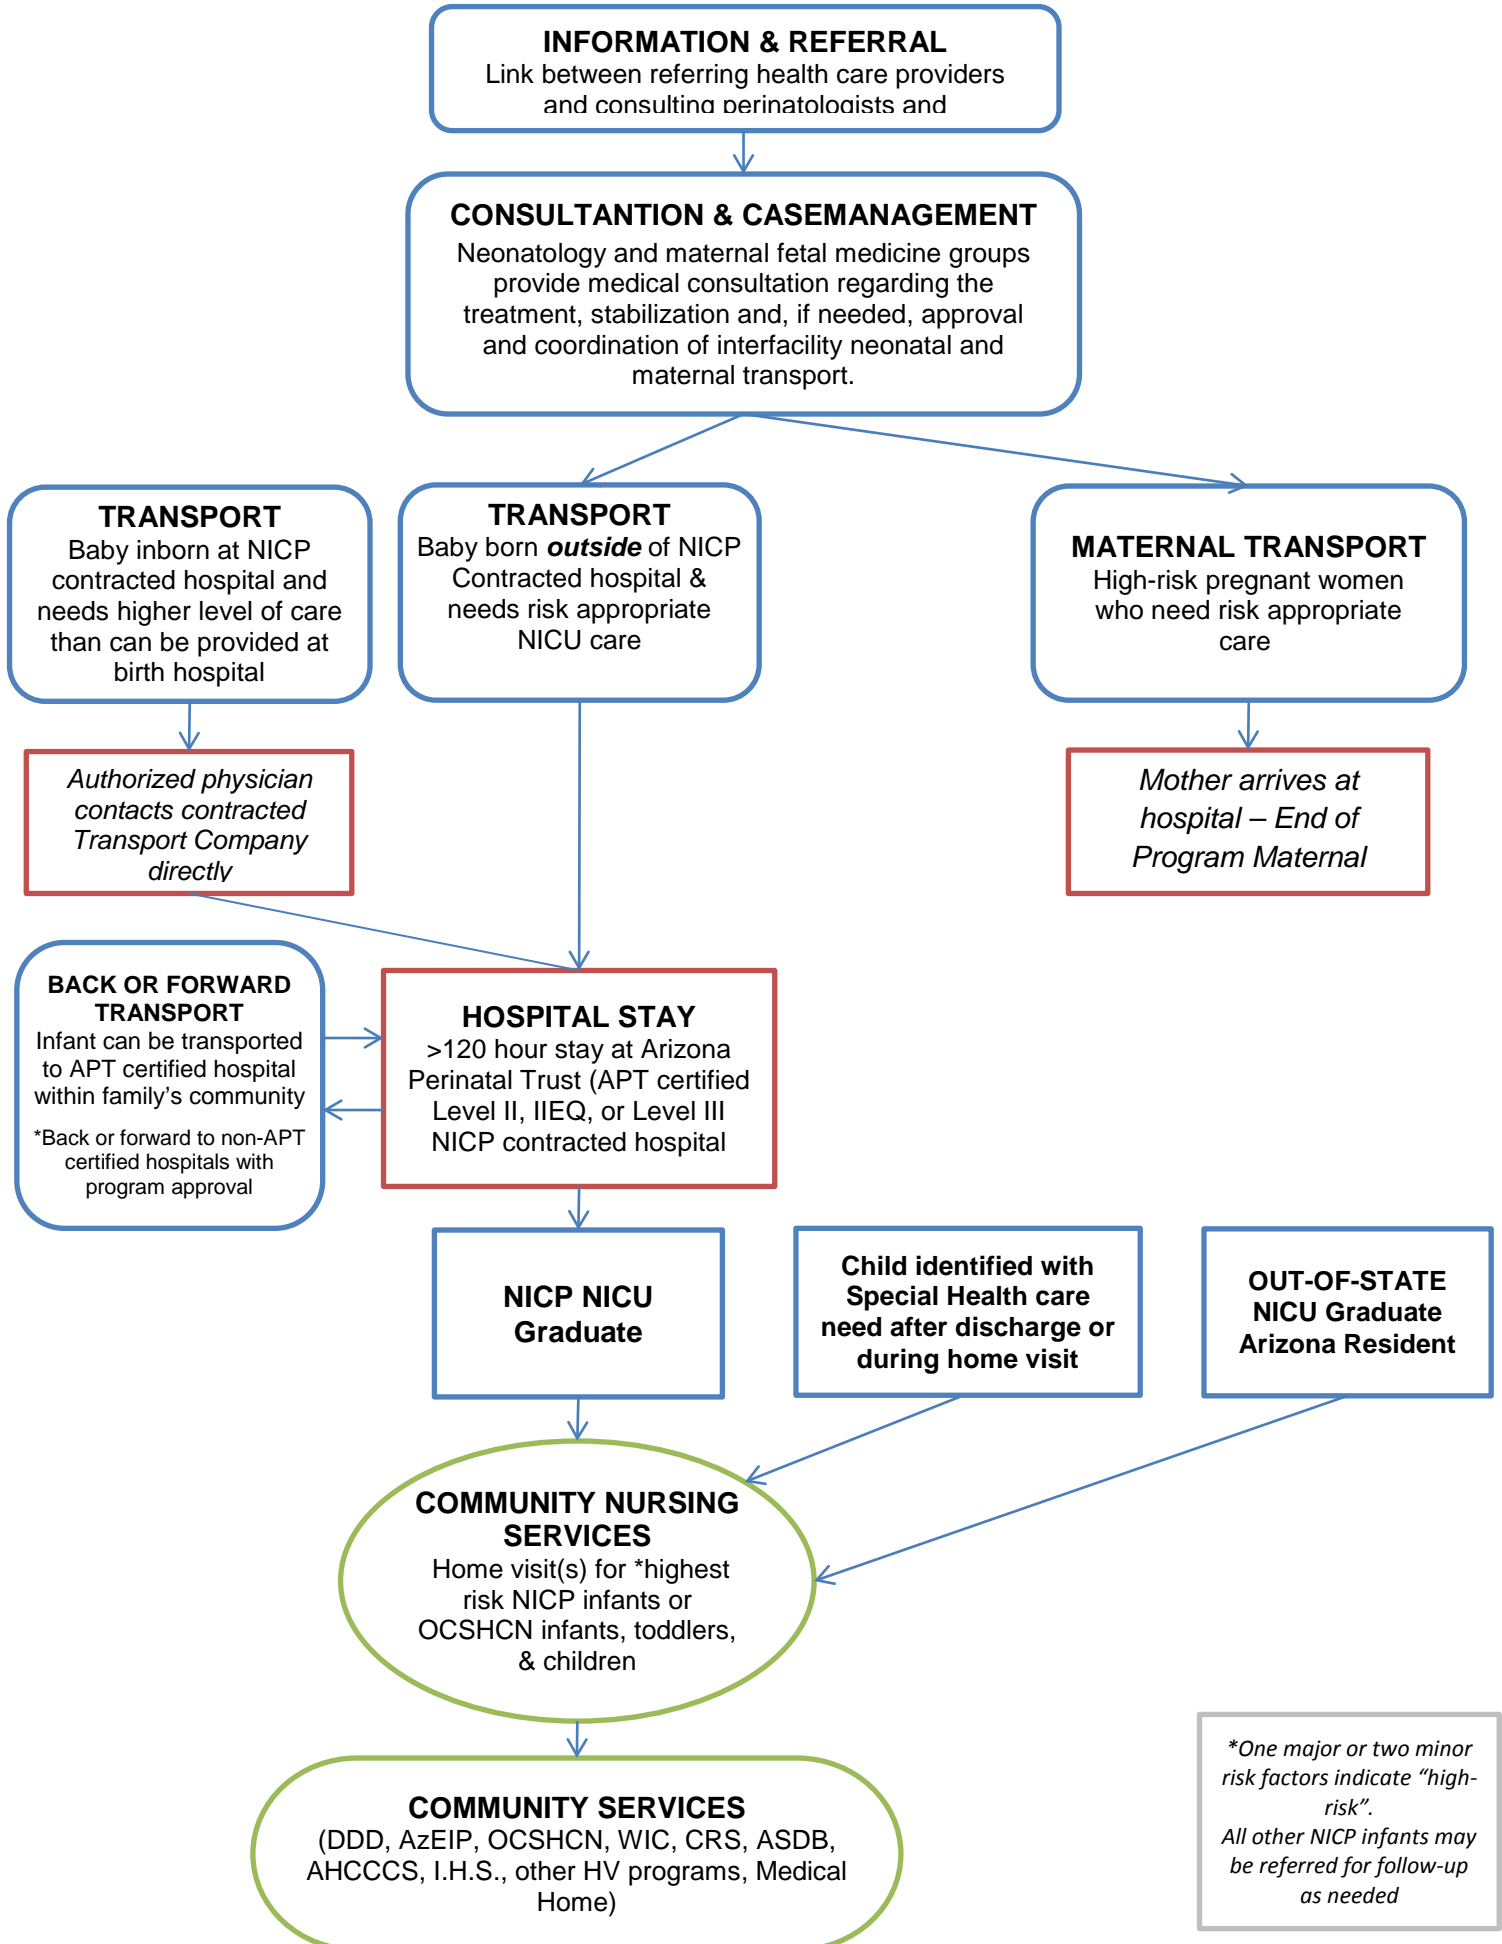 INFORMATION & REFERRAL
Link between referring health care providers
and consulting perinatologists and
CONSULTANTION & CASEMANAGEMENT
Neonatology and maternal fetal medicine groups
provide medical consultation regarding the
treatment, stabilization and, if needed, approval
and coordination of interfacility neonatal and
maternal transport.
TRANSPORT
Baby inborn at NICP
contracted hospital and
needs higher level of care
than can be provided at
birth hospital
TRANSPORT
Baby born outside of NICP
Contracted hospital &
needs risk appropriate
NICU care
MATERNAL TRANSPORT
High-risk pregnant women
who need risk appropriate
care
Authorized physician
contacts contracted
Transport Company
directly
Mother arrives at
hospital – End of
Program Maternal
BACK OR FORWARD
TRANSPORT
Infant can be transported
to APT certified hospital
within family’s community
*Back or forward to non-APT
certified hospitals with
program approval
HOSPITAL STAY
>120 hour stay at Arizona
Perinatal Trust (APT certified
Level II, IIEQ, or Level III
NICP contracted hospital
NICP NICU
Graduate
Child identified with
Special Health care
need after discharge or
during home visit
OUT-OF-STATE
NICU Graduate
Arizona Resident
COMMUNITY NURSING
SERVICES
Home visit(s) for *highest
risk NICP infants or
OCSHCN infants, toddlers,
& children
COMMUNITY SERVICES
(DDD, AzEIP, OCSHCN, WIC, CRS, ASDB,
AHCCCS, I.H.S., other HV programs, Medical
Home)
*One major or two minor
risk factors indicate “high-
risk”.
All other NICP infants may
be referred for follow-up
as needed